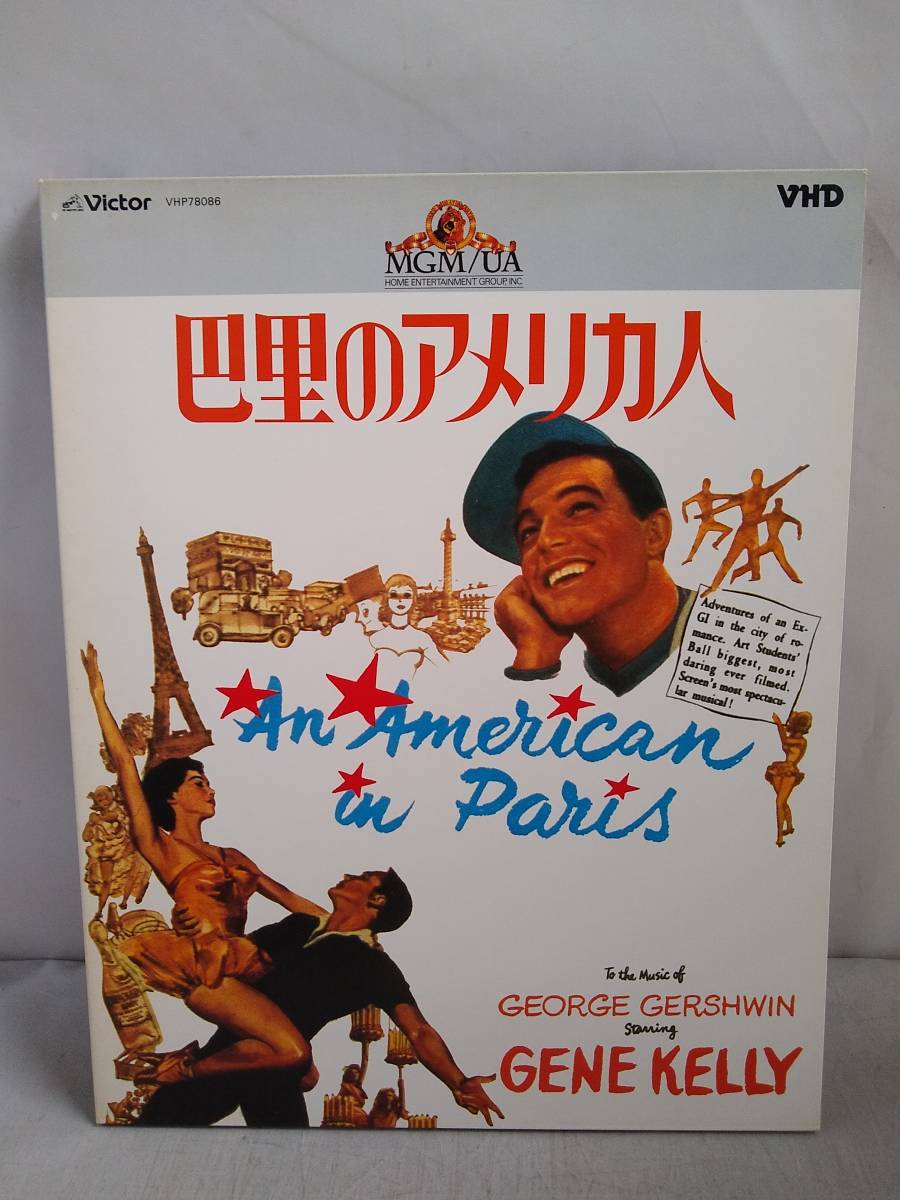 Victor VHP78086
VHD
MGM/UA
HOME ENTERTAINMENT GROUP, INC.
巴里のアメリカ人
Adventures of an Ex-
GI in the city of ro-
mance. Art Students'
Ball biggest, most
daring ever filmed.
Screen's most spectacu-
lar musical!
An American
in Paris
To the Music of
GEORGE GERSHWIN
Starring
GENE KELLY